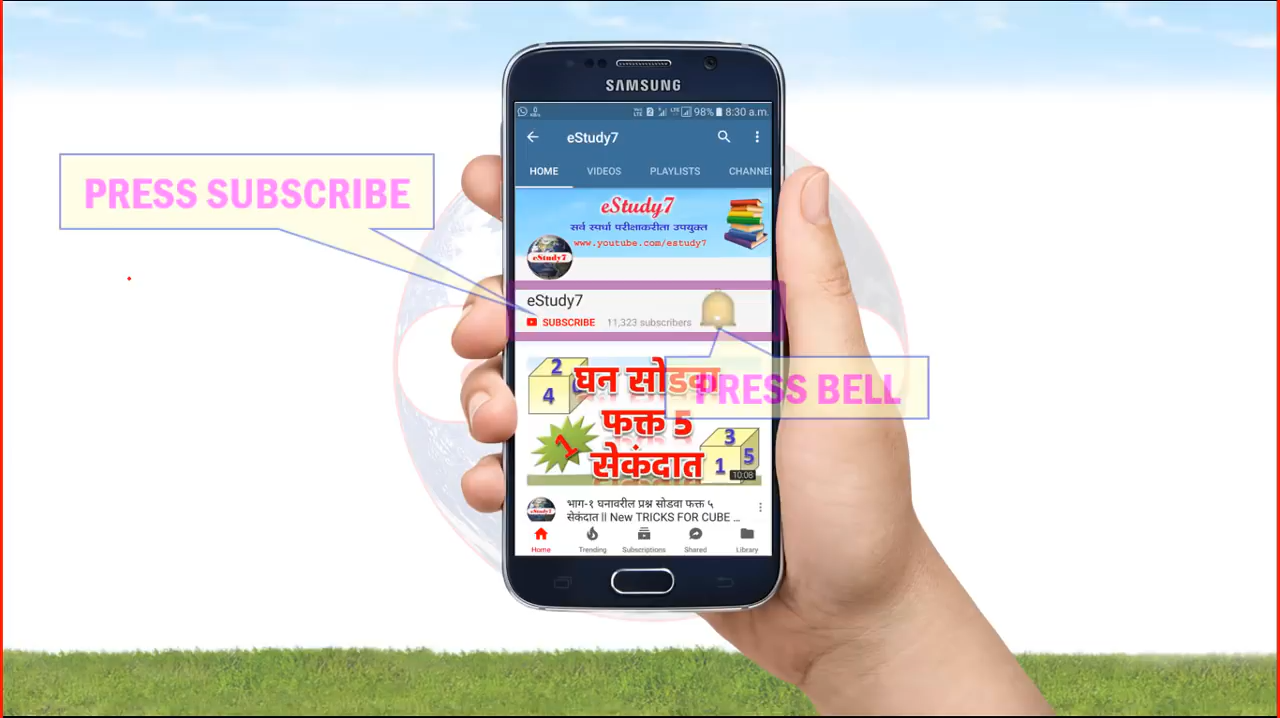 SAMSUNG
98% 8:30 a.m.
eStudy7
HOME VIDEOS PLAYLISTS CHANNE
eStudy7
सर्व स्पर्धा परीक्षाकरीता उपयुक्त
www.youtube.com/estudy7
eStudy7
PRESS SUBSCRIBE
eStudy7
SUBSCRIBE 11,323 subscribers
PRESS BELL
2
4
घन सोडवा
फक्त 5
सेकंदात
1
3
1 5
10:08
भाग-१ घनावरील प्रश्न सोडवा फक्त ५
सेकंदात || New TRICKS FOR CUBE ...
Home Trending Subscriptions Shared Library